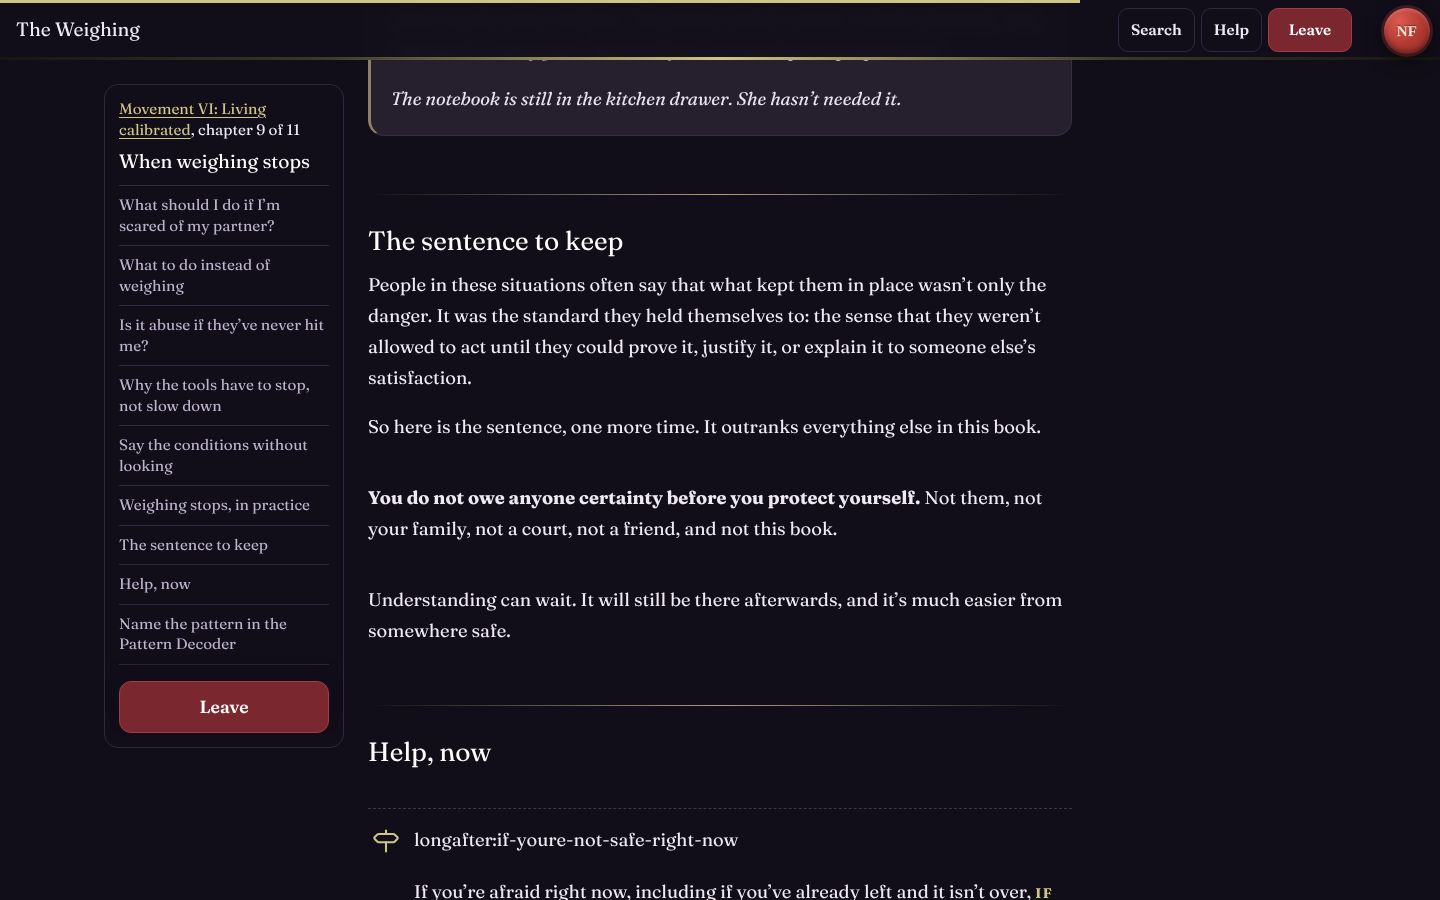 The Weighing
Search
Help
Leave
NF
Movement VI: Living
calibrated, chapter 9 of 11
When weighing stops
What should I do if I’m
scared of my partner?
What to do instead of
weighing
Is it abuse if they’ve never hit
me?
Why the tools have to stop,
not slow down
Say the conditions without
looking
Weighing stops, in practice
The sentence to keep
Help, now
Name the pattern in the
Pattern Decoder
Leave
The notebook is still in the kitchen drawer. She hasn’t needed it.
The sentence to keep
People in these situations often say that what kept them in place wasn’t only the
danger. It was the standard they held themselves to: the sense that they weren’t
allowed to act until they could prove it, justify it, or explain it to someone else’s
satisfaction.
So here is the sentence, one more time. It outranks everything else in this book.
You do not owe anyone certainty before you protect yourself. Not them, not
your family, not a court, not a friend, and not this book.
Understanding can wait. It will still be there afterwards, and it’s much easier from
somewhere safe.
Help, now
longafter:if-youre-not-safe-right-now
If you’re afraid right now, including if you’ve already left and it isn’t over, IF